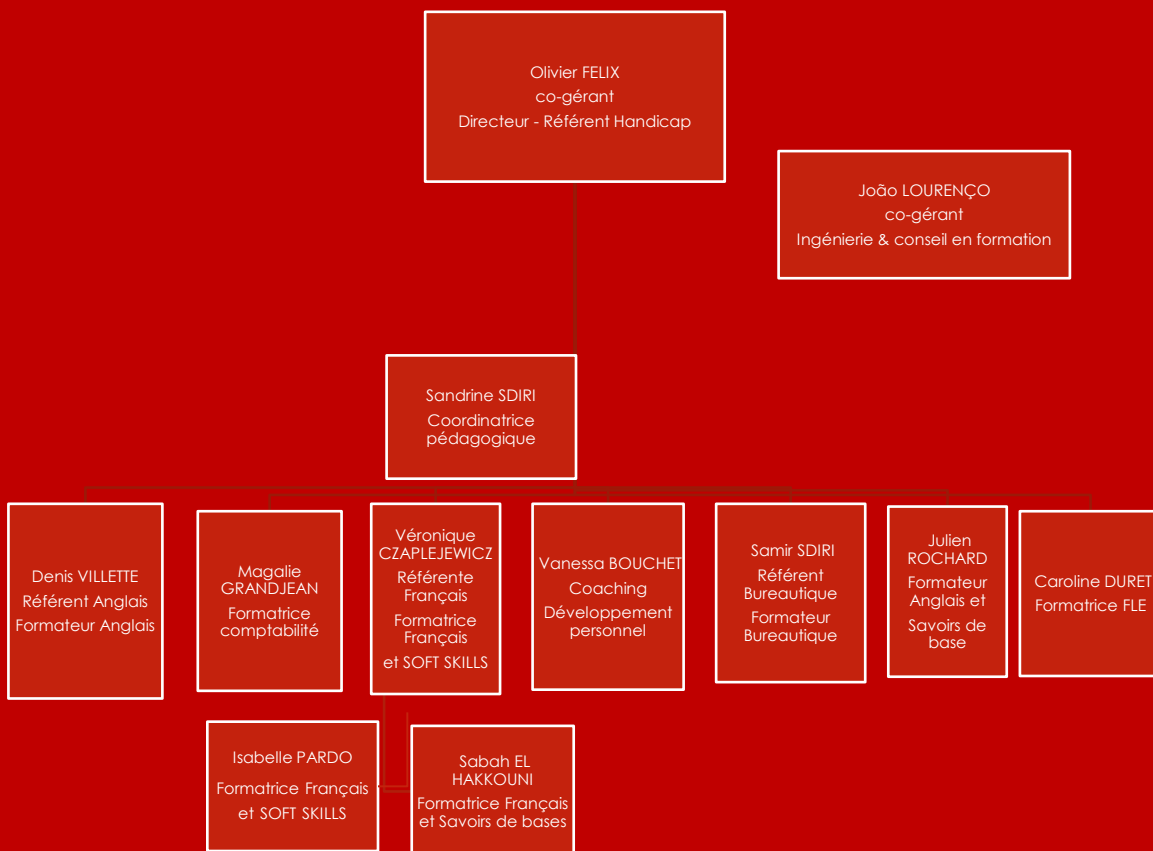 Olivier FELIX
co-gérant
Directeur - Référent Handicap
João LOURENÇO
co-gérant
Ingénierie & conseil en formation
Sandrine SDIRI
Coordinatrice
pédagogique
Denis VILLETTE
Référent Anglais
Formateur Anglais
Magalie
GRANDJEAN
Formatrice
comptabilité
Véronique
CZAPLEJEWICZ
Référente
Français
Formatrice
Français
et SOFT SKILLS
Vanessa BOUCHET
Coaching
Développement
personnel
Samir SDIRI
Référent
Bureautique
Formateur
Bureautique
Julien
ROCHARD
Formateur
Anglais et
Savoirs de
base
Caroline DURET
Formatrice FLE
Isabelle PARDO
Formatrice Français
et SOFT SKILLS
Sabah EL
HAKKOUNI
Formatrice Français
et Savoirs de bases